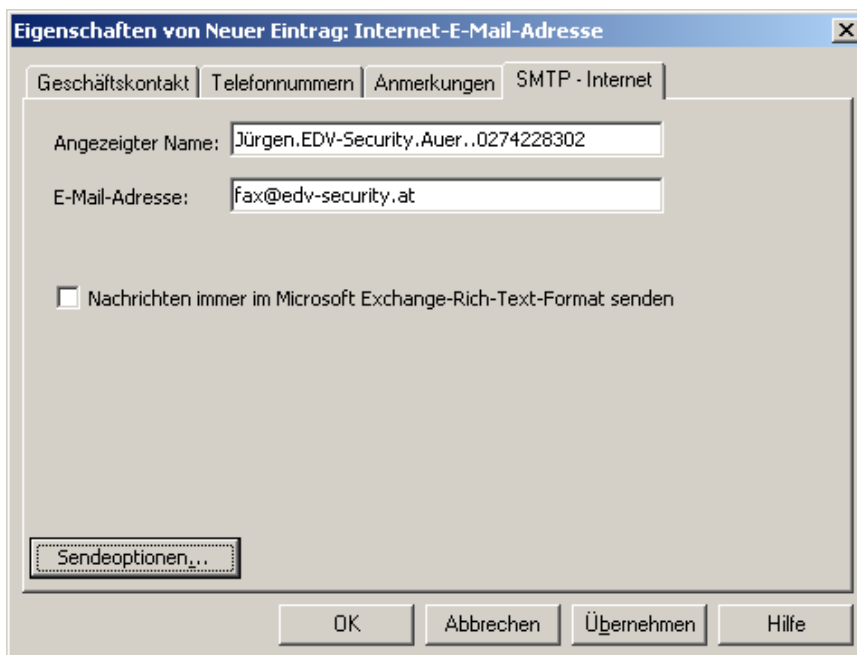 Eigenschaften von Neuer Eintrag: Internet-E-Mail-Adresse
Geschäftskontakt Telefonnummern Anmerkungen SMTP - Internet
Angezeigter Name: Jürgen.EDV-Security.Auer..0274228302
E-Mail-Adresse: fax@edv-security.at
Nachrichten immer im Microsoft Exchange-Rich-Text-Format senden
Sendeoptionen...
OK Abbrechen Übernehmen Hilfe